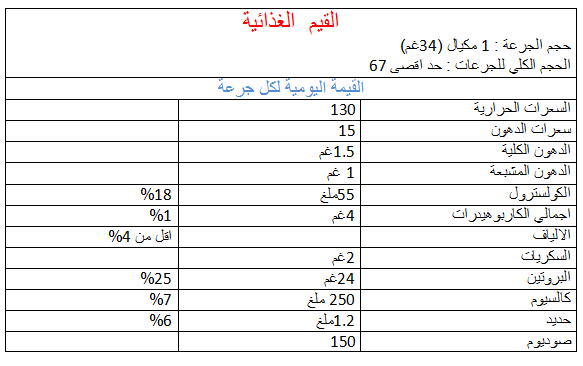 القيم الغذائية
حجم الجرعة : 1 مكيال (34غم)
الحجم الكلي للجرعات : حد اقصى 67
القيمة اليومية لكل جرعة
السعرات الحرارية 130
سعرات الدهون 15
الدهون الكلية 1.5غم
الدهون المشبعة 1 غم
الكولسترول 55ملغ 18%
اجمالي الكاربوهيدرات 4غم 1%
الالياف اقل من 4%
السكريات 2غم
البروتين 24غم 25%
كالسيوم 250 ملغ 7%
حديد 1.2ملغ 6%
صوديوم 150